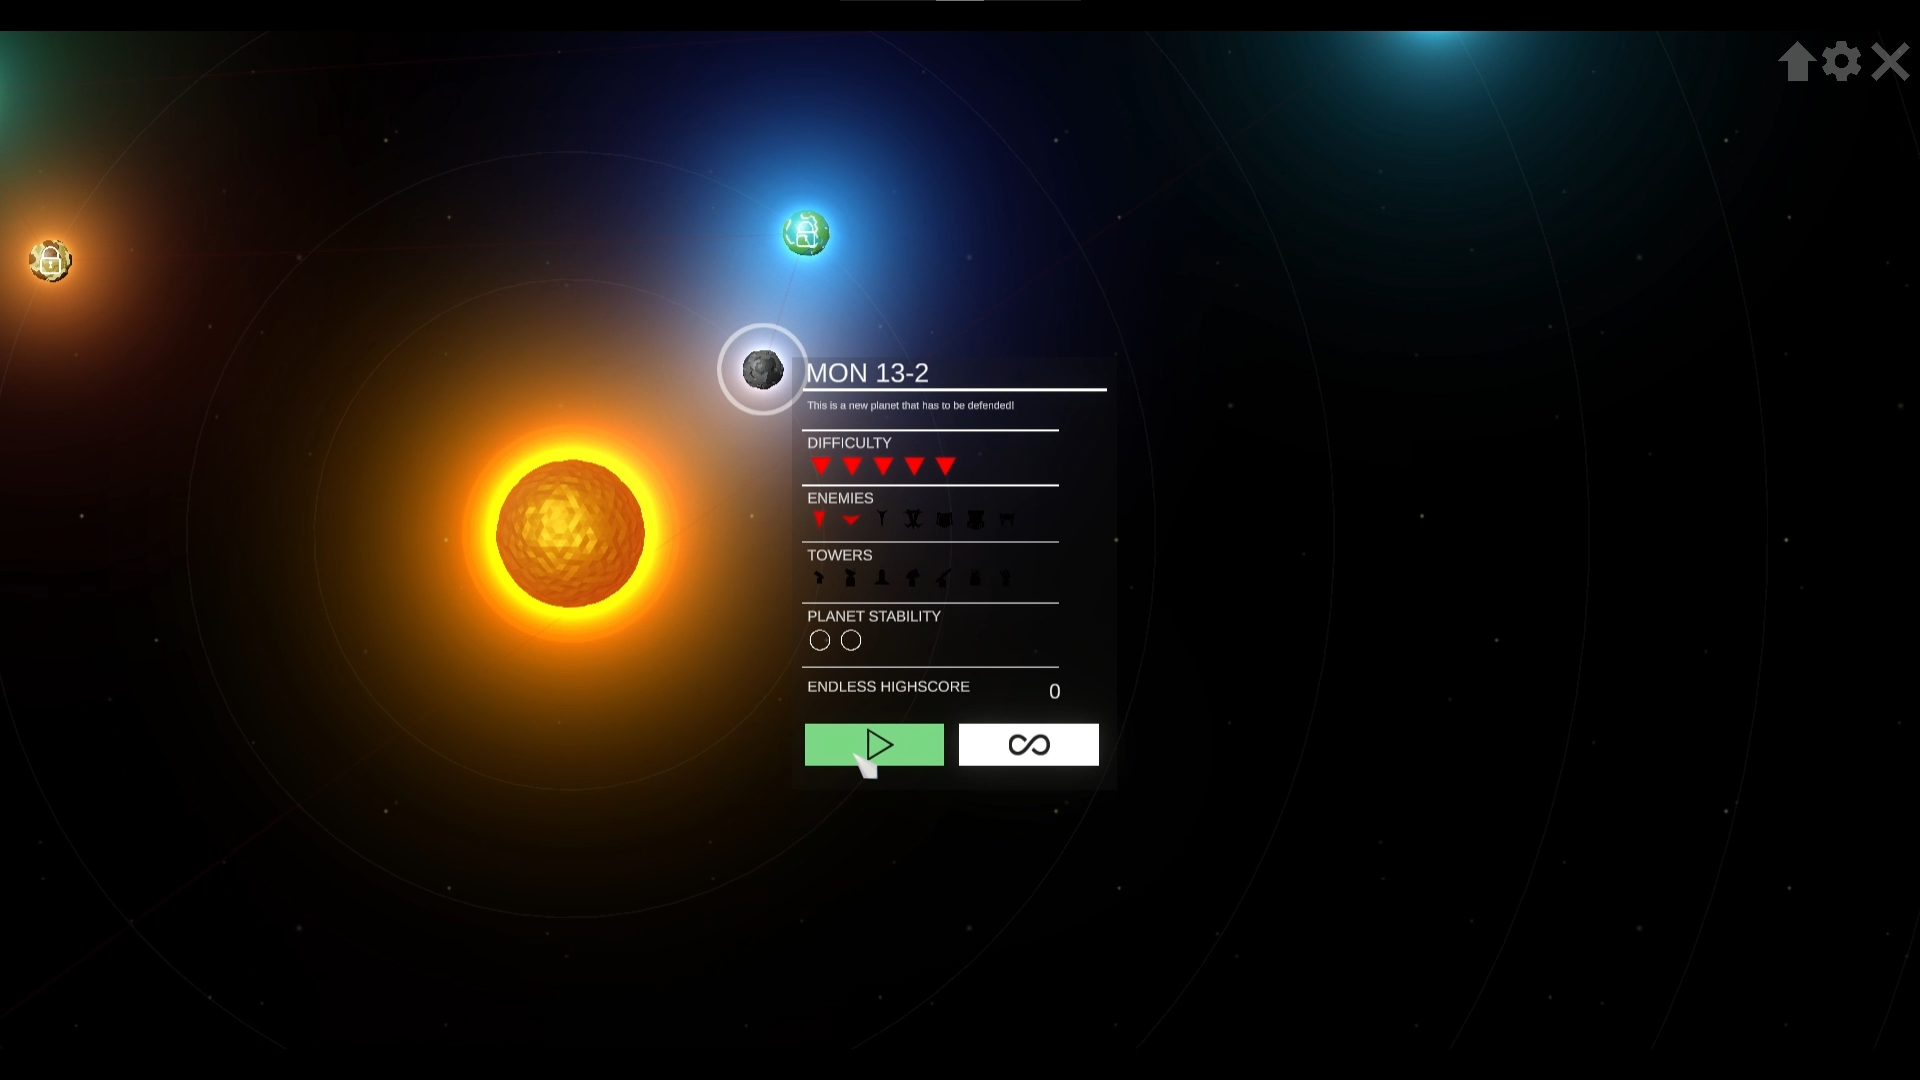 MON 13-2
This is a new planet that has to be defended!
DIFFICULTY
ENEMIES
TOWERS
PLANET STABILITY
ENDLESS HIGHSCORE 0